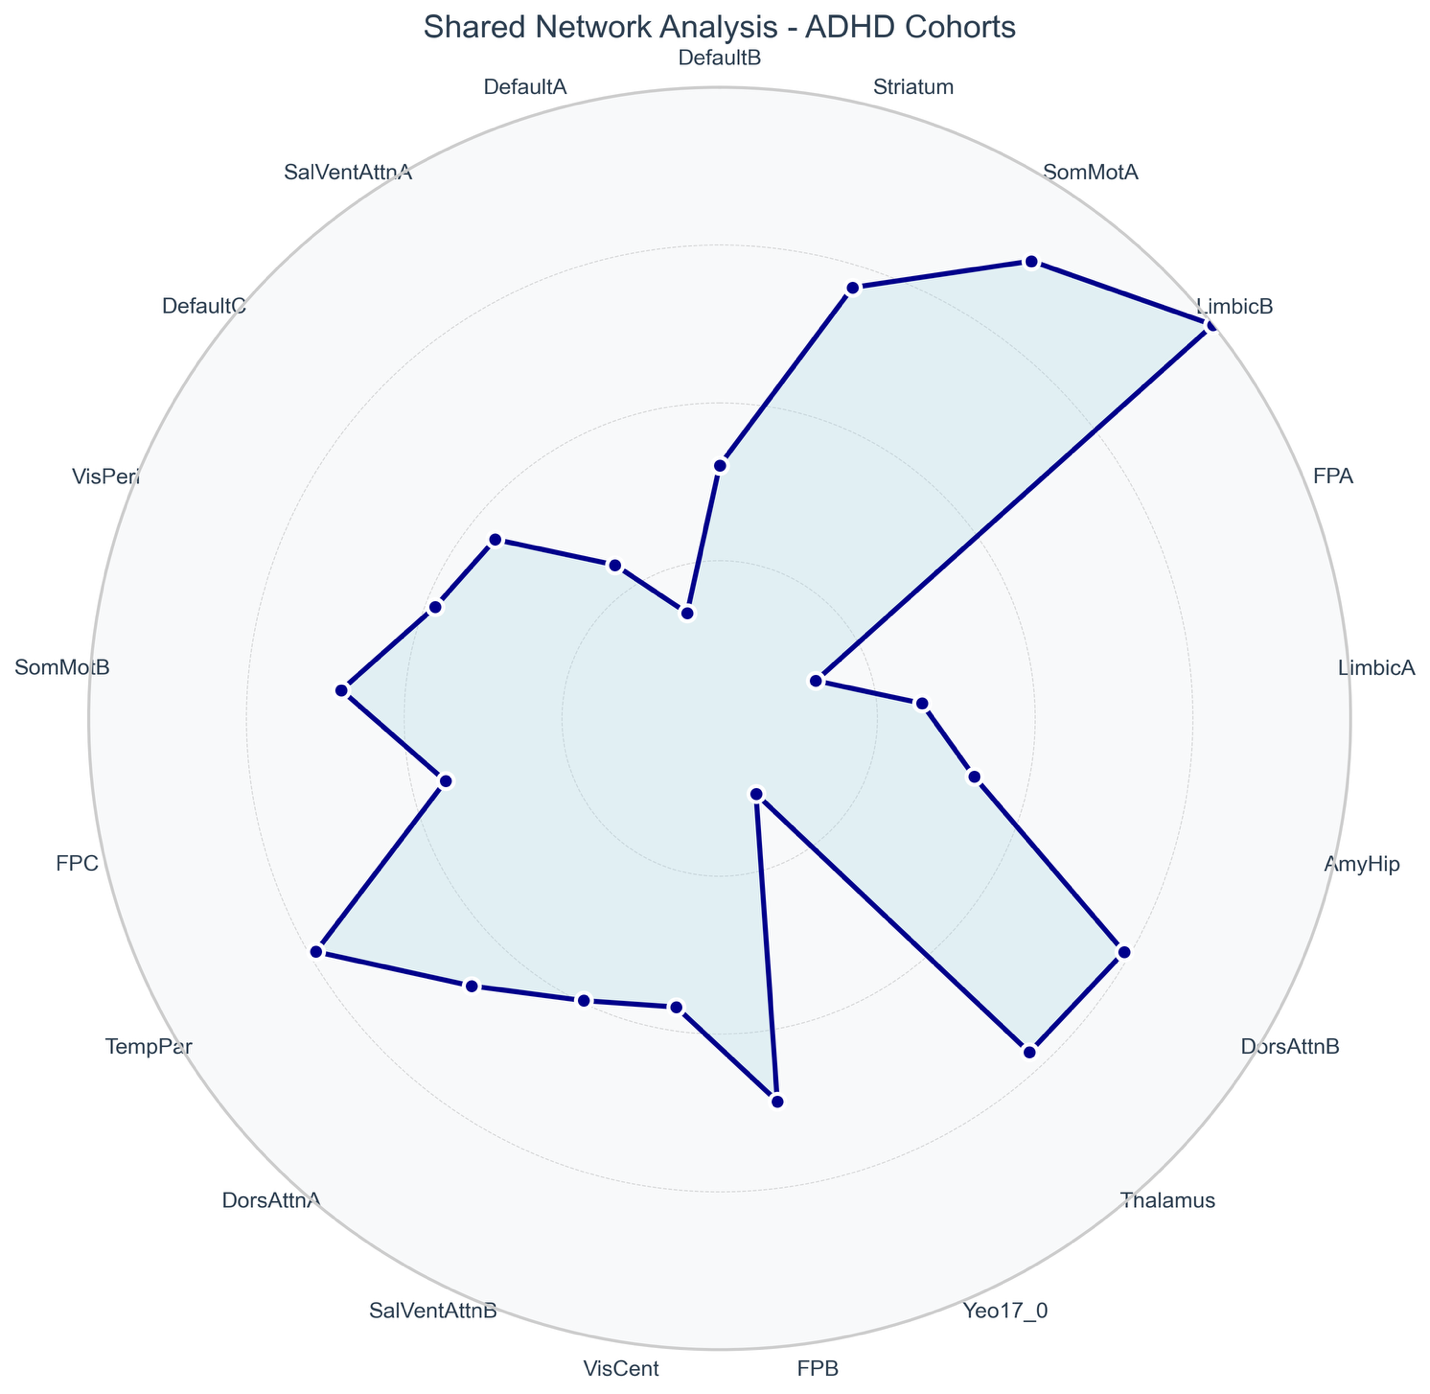 Shared Network Analysis - ADHD Cohorts
DefaultB
Striatum
SomMotA
LimbicB
FPA
LimbicA
AmyHip
DorsAttnB
Thalamus
Yeo17_0
FPB
VisCent
SalVentAttnB
DorsAttnA
TempPar
FPC
SomMotB
VisPeri
DefaultC
SalVentAttnA
DefaultA